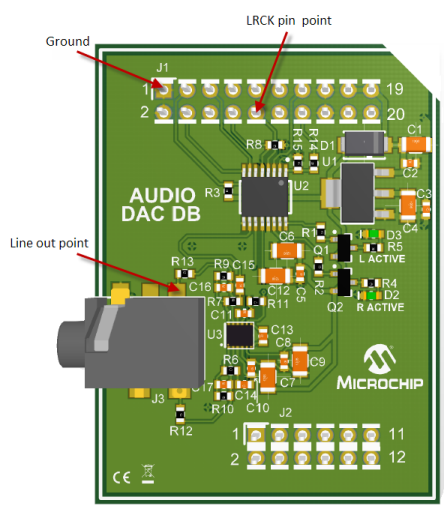 LRCK pin point
Ground
J1
1 19
2 20
R8
R15
R14
D1
C1
U1
C2
U2
R3
AUDIO
DAC DB
C3
C4
C6
R1
Q1
D3
R5
L ACTIVE
Line out point
R13
R9
C15
C16
C12
C5
R2
R4
D2
R7
R11
C11
Q2
R ACTIVE
U3
C13
C8
C9
R6
MICROCHIP
C7
J3
C17
C14
C10
R10
R12
J2
1 11
2 12
CE